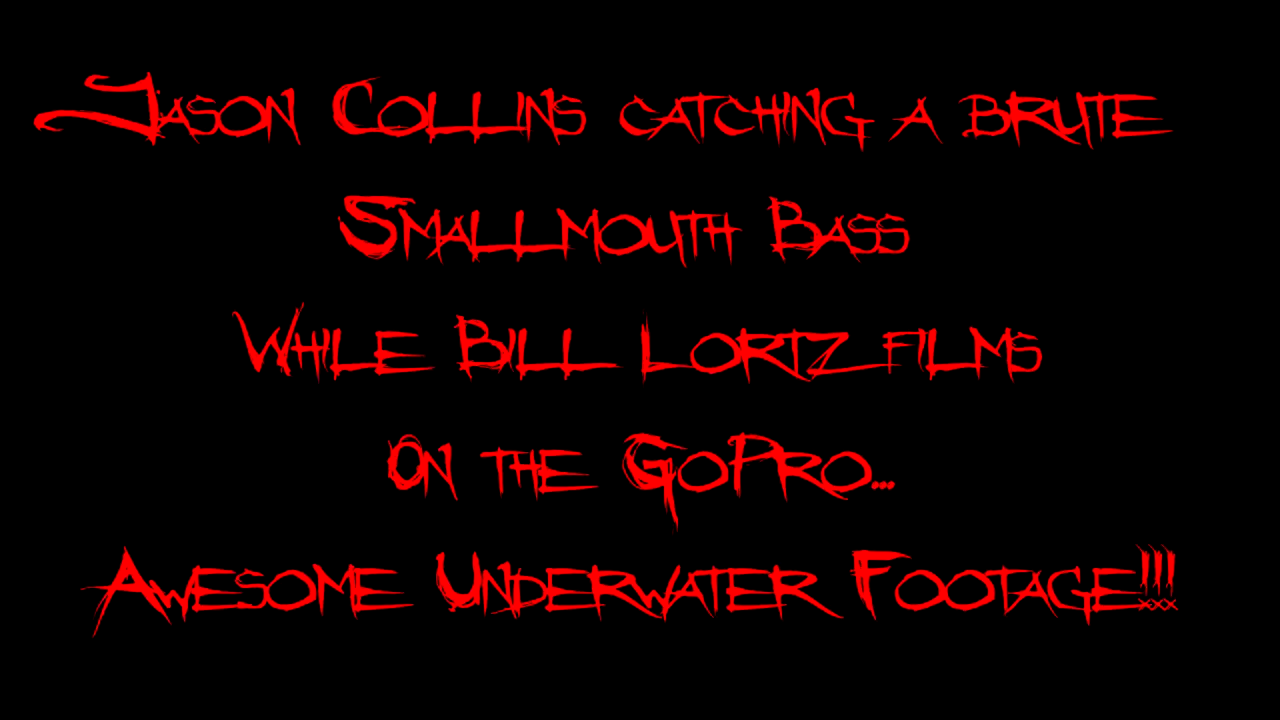 Jason Collins catching a brute
Smallmouth Bass
While Bill Lortz films
On the GoPro...
Awesome Underwater Footage!!!